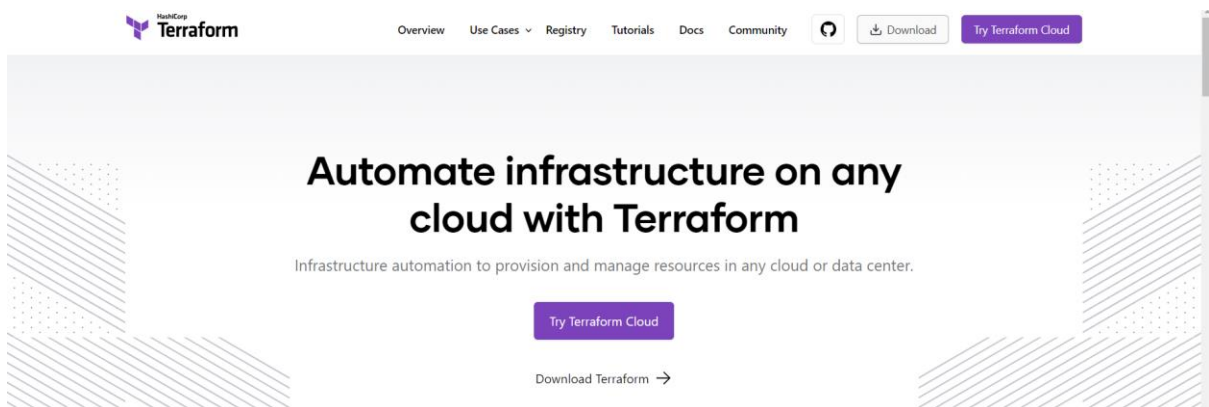 HashiCorp
Terraform
Overview Use Cases Registry Tutorials Docs Community Download Try Terraform Cloud
Automate infrastructure on any
cloud with Terraform
Infrastructure automation to provision and manage resources in any cloud or data center.
Try Terraform Cloud
Download Terraform →